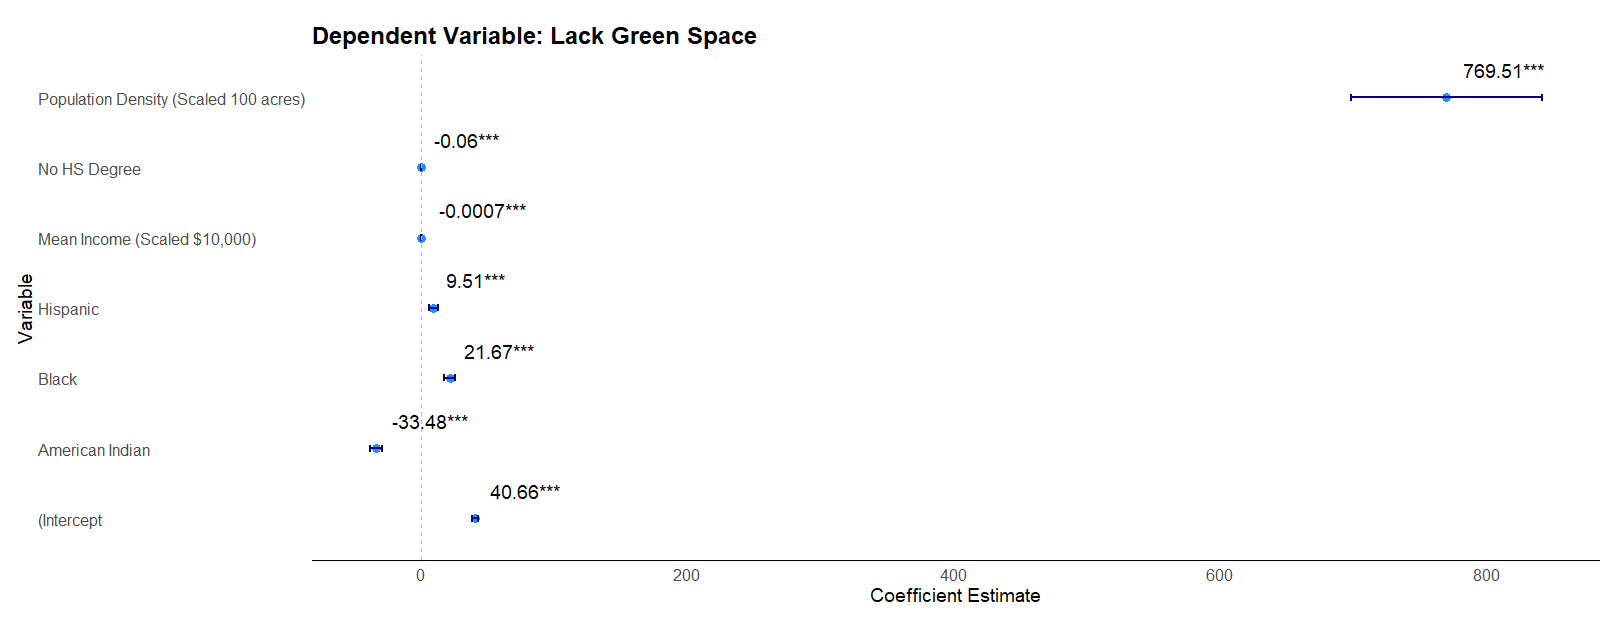 Dependent Variable: Lack Green Space
769.51***
Population Density (Scaled 100 acres)
-0.06***
No HS Degree
-0.0007***
Mean Income (Scaled $10,000)
9.51***
Hispanic
Variable
21.67***
Black
-33.48***
American Indian
40.66***
(Intercept
0 200 400 600 800
Coefficient Estimate